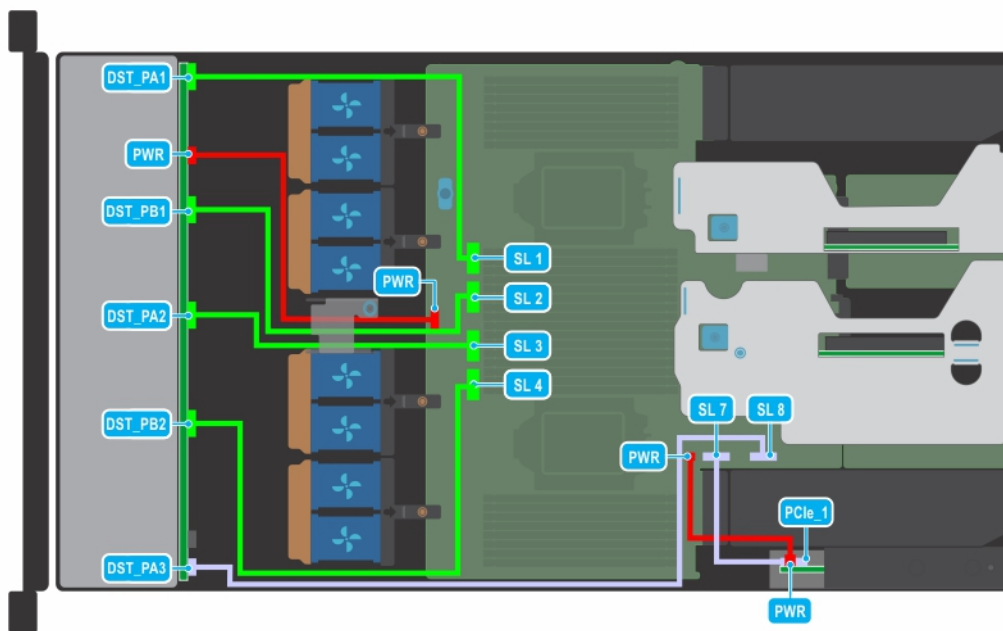 DST_PA1
PWR
DST_PB1
SL 1
PWR
SL 2
DST_PA2
SL 3
SL 4
SL 7
SL 8
DST_PB2
PWR
PCIe_1
DST_PA3
PWR